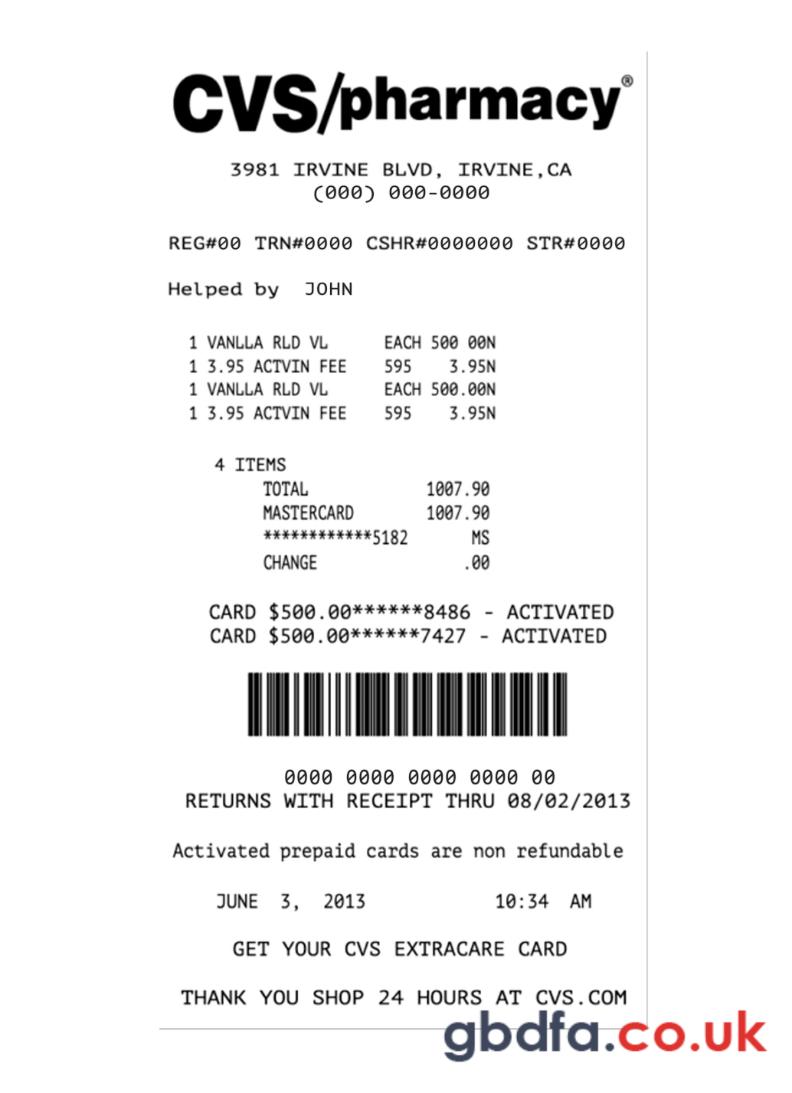 CVS/pharmacy®
3981 IRVINE BLVD, IRVINE,CA
(000) 000-0000
REG#00 TRN#0000 CSHR#0000000 STR#0000
Helped by JOHN
1 VANLLA RLD VL EACH 500 00N
1 3.95 ACTVIN FEE 595 3.95N
1 VANLLA RLD VL EACH 500.00N
1 3.95 ACTVIN FEE 595 3.95N
4 ITEMS
TOTAL 1007.90
MASTERCARD 1007.90
************5182 MS
CHANGE .00
CARD $500.00******8486 - ACTIVATED
CARD $500.00******7427 - ACTIVATED
0000 0000 0000 0000 00
RETURNS WITH RECEIPT THRU 08/02/2013
Activated prepaid cards are non refundable
JUNE 3, 2013 10:34 AM
GET YOUR CVS EXTRACARE CARD
THANK YOU SHOP 24 HOURS AT CVS.COM
gbdfa.co.uk